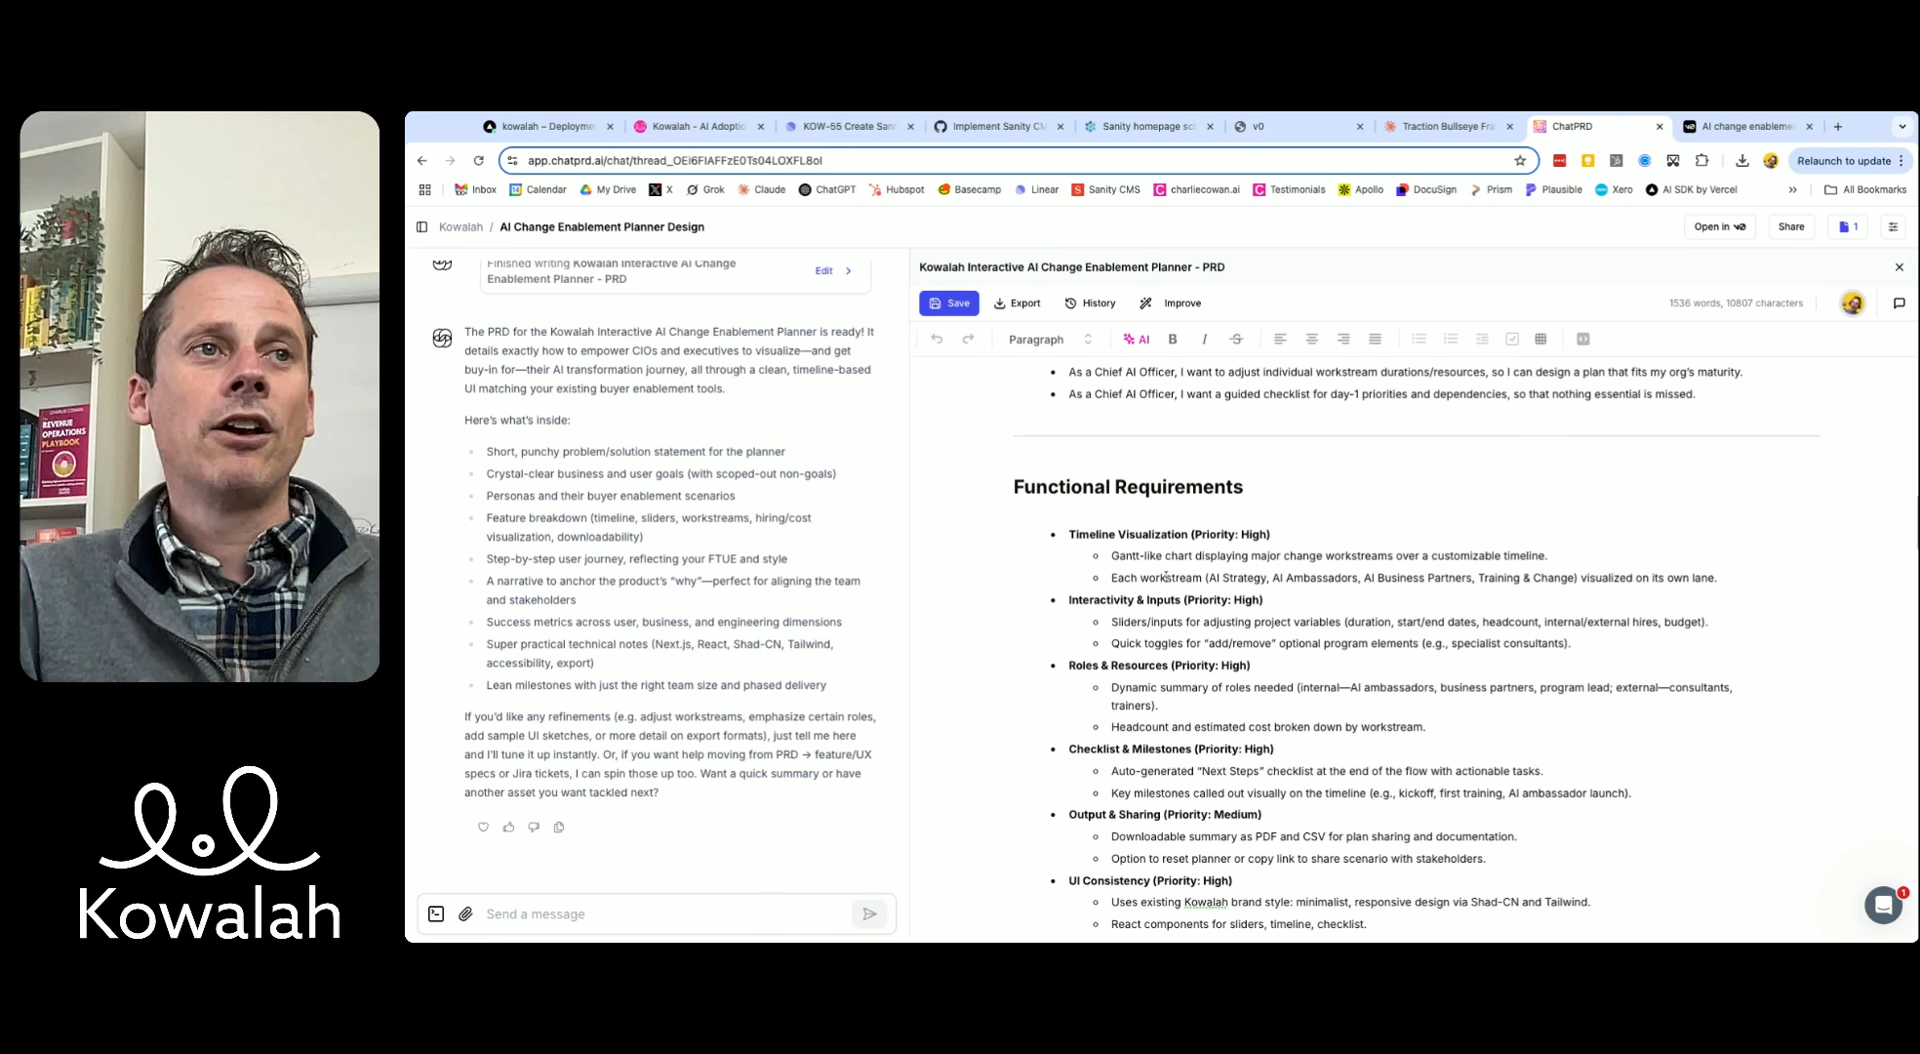 kowalah – Deployme
Kowalah - AI Adoptio
KOW-55 Create San
Implement Sanity CM
Sanity homepage sc
v0
Traction Bullseye Fra
ChatPRD
AI change enableme
app.chatprd.ai/chat/thread_OEi6FIAFFzE0Ts04LOXFL8oI
Relaunch to update
Inbox
Calendar
My Drive
X
Grok
Claude
ChatGPT
Hubspot
Basecamp
Linear
Sanity CMS
charliecowan.ai
Testimonials
Apollo
DocuSign
Prism
Plausible
Xero
AI SDK by Vercel
All Bookmarks
Kowalah / AI Change Enablement Planner Design
Open in v0
Share
1
Finished writing Kowalah Interactive AI Change
Enablement Planner - PRD
Edit
The PRD for the Kowalah Interactive AI Change Enablement Planner is ready! It
details exactly how to empower CIOs and executives to visualize—and get
buy-in for—their AI transformation journey, all through a clean, timeline-based
UI matching your existing buyer enablement tools.
Here's what's inside:
Short, punchy problem/solution statement for the planner
Crystal-clear business and user goals (with scoped-out non-goals)
Personas and their buyer enablement scenarios
Feature breakdown (timeline, sliders, workstreams, hiring/cost
visualization, downloadability)
Step-by-step user journey, reflecting your FTUE and style
A narrative to anchor the product's “why”—perfect for aligning the team
and stakeholders
Success metrics across user, business, and engineering dimensions
Super practical technical notes (Next.js, React, Shad-CN, Tailwind,
accessibility, export)
Lean milestones with just the right team size and phased delivery
If you'd like any refinements (e.g. adjust workstreams, emphasize certain roles,
add sample UI sketches, or more detail on export formats), just tell me here
and I'll tune it up instantly. Or, if you want help moving from PRD → feature/UX
specs or Jira tickets, I can spin those up too. Want a quick summary or have
another asset you want tackled next?
Send a message
Kowalah Interactive AI Change Enablement Planner - PRD
Save
Export
History
Improve
1536 words, 10807 characters
Paragraph
AI
B
I
S
As a Chief AI Officer, I want to adjust individual workstream durations/resources, so I can design a plan that fits my org's maturity.
As a Chief AI Officer, I want a guided checklist for day-1 priorities and dependencies, so that nothing essential is missed.
Functional Requirements
Timeline Visualization (Priority: High)
Gantt-like chart displaying major change workstreams over a customizable timeline.
Each workstream (AI Strategy, AI Ambassadors, AI Business Partners, Training & Change) visualized on its own lane.
Interactivity & Inputs (Priority: High)
Sliders/inputs for adjusting project variables (duration, start/end dates, headcount, internal/external hires, budget).
Quick toggles for “add/remove” optional program elements (e.g., specialist consultants).
Roles & Resources (Priority: High)
Dynamic summary of roles needed (internal—AI ambassadors, business partners, program lead; external—consultants,
trainers).
Headcount and estimated cost broken down by workstream.
Checklist & Milestones (Priority: High)
Auto-generated “Next Steps” checklist at the end of the flow with actionable tasks.
Key milestones called out visually on the timeline (e.g., kickoff, first training, AI ambassador launch).
Output & Sharing (Priority: Medium)
Downloadable summary as PDF and CSV for plan sharing and documentation.
Option to reset planner or copy link to share scenario with stakeholders.
UI Consistency (Priority: High)
Uses existing Kowalah brand style: minimalist, responsive design via Shad-CN and Tailwind.
React components for sliders, timeline, checklist.
1
CHARLIE COWAN
REVENUE
OPERATIONS
PLAYBOOK
Kowalah